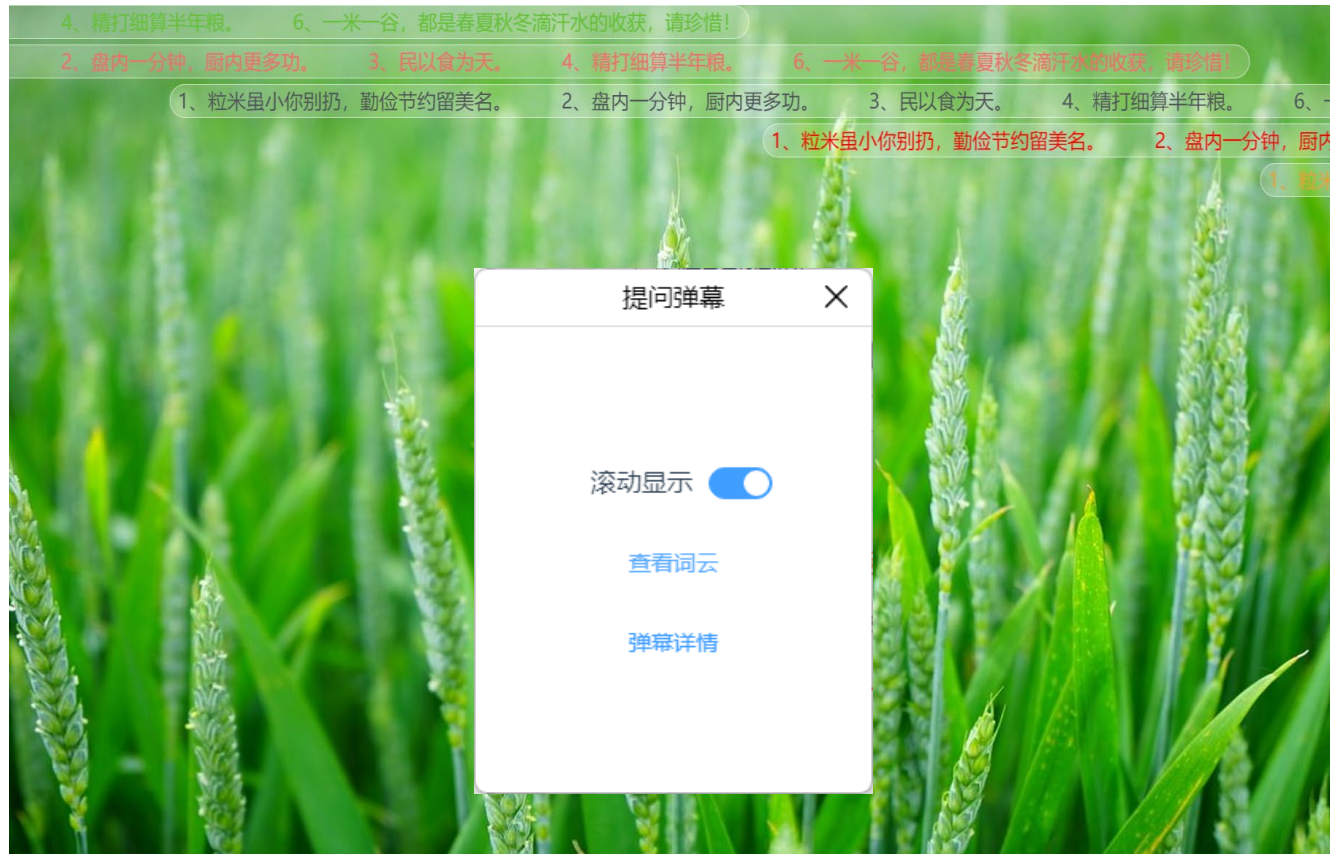 4、精打细算半年粮。 6、一米一谷，都是春夏秋冬滴汗水的收获，请珍惜！
2、盘内一分钟，厨内更多功。 3、民以食为天。 4、精打细算半年粮。 6、一米一谷，都是春夏秋冬滴汗水的收获，请珍惜！
1、粒米虽小你别扔，勤俭节约留美名。 2、盘内一分钟，厨内更多功。 3、民以食为天。 4、精打细算半年粮。 6、
1、粒米虽小你别扔，勤俭节约留美名。 2、盘内一分钟，厨内
1、粒米
提问弹幕
滚动显示
查看词云
弹幕详情